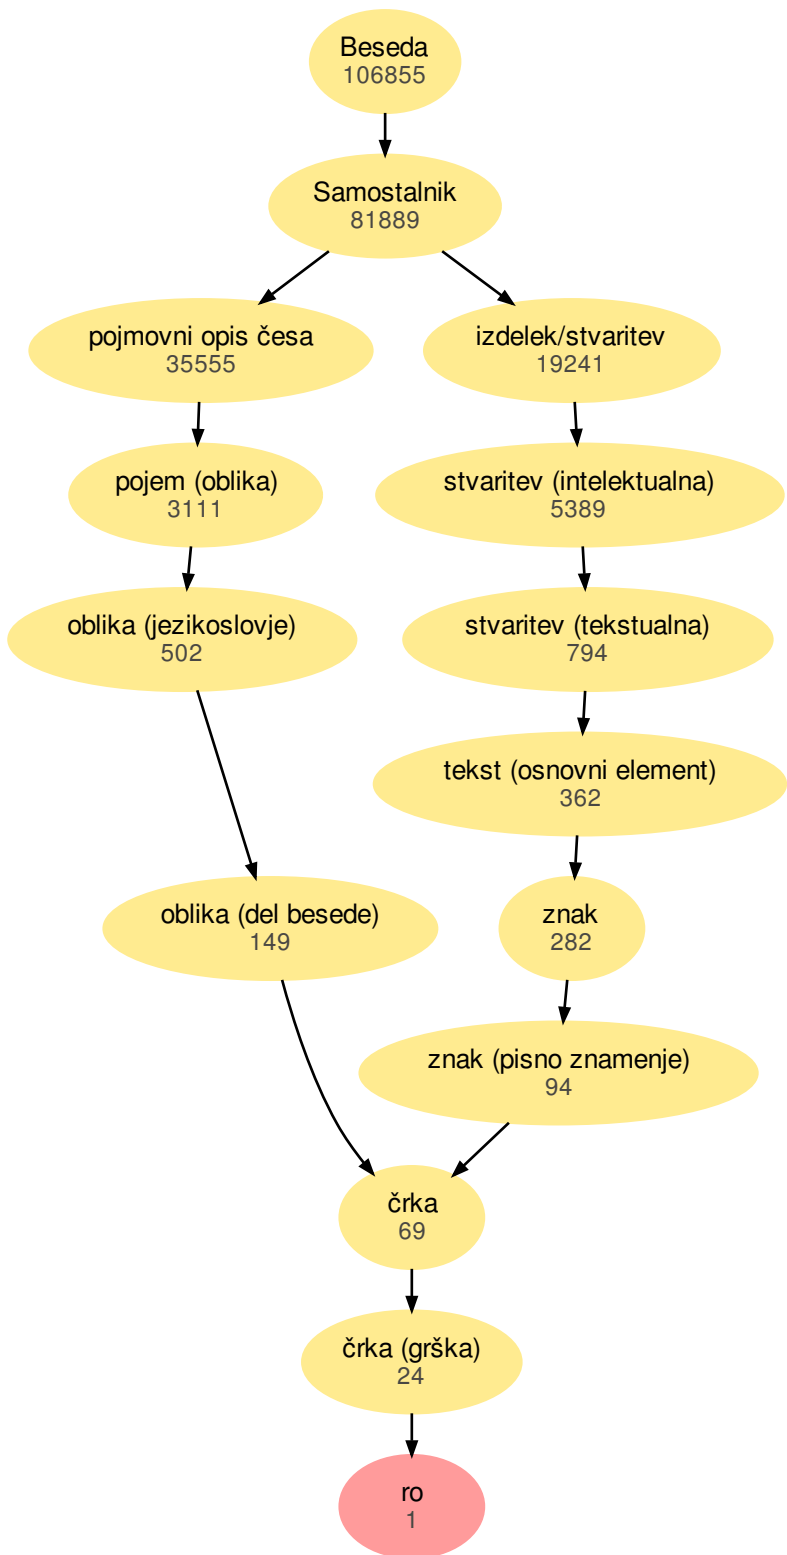 Beseda
106855
Samostalnik
81889
pojmovni opis česa
35555
izdelek/stvaritev
19241
pojem (oblika)
3111
stvaritev (intelektualna)
5389
oblika (jezikoslovje)
502
stvaritev (tekstualna)
794
tekst (osnovni element)
362
oblika (del besede)
149
znak
282
znak (pisno znamenje)
94
črka
69
črka (grška)
24
ro
1